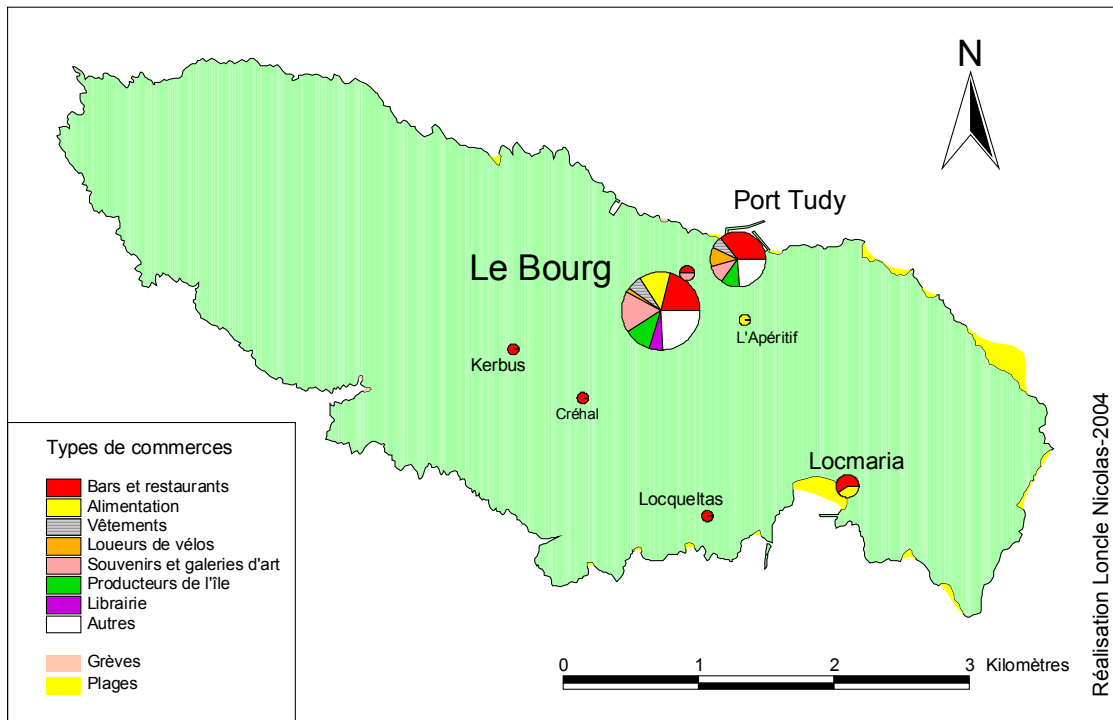 N
Port Tudy
Le Bourg
L'Apéritif
Kerbus
Créhal
Locmaria
Locqueltas
Types de commerces
Bars et restaurants
Alimentation
Vêtements
Loueurs de vélos
Souvenirs et galeries d'art
Producteurs de l'île
Librairie
Autres
Grèves
Plages
0 1 2 3 Kilomètres
Réalisation Loncle Nicolas-2004